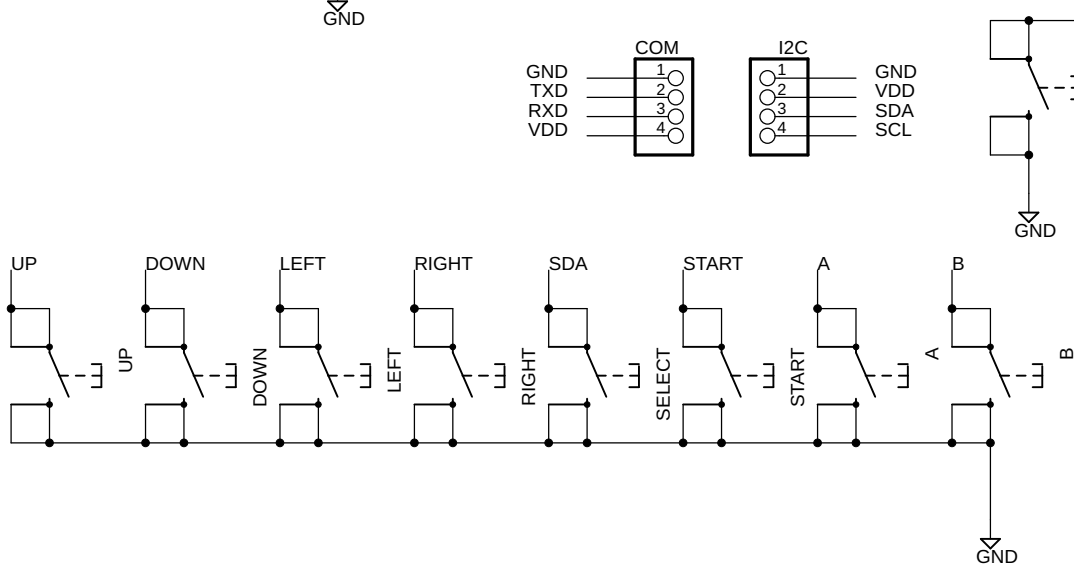 GND
COM
GND 1
TXD 2
RXD 3
VDD 4
I2C
1 GND
2 VDD
3 SDA
4 SCL
GND
UP
DOWN
LEFT
RIGHT
SDA
START
A
B
UP
DOWN
LEFT
RIGHT
SELECT
START
A
B
GND